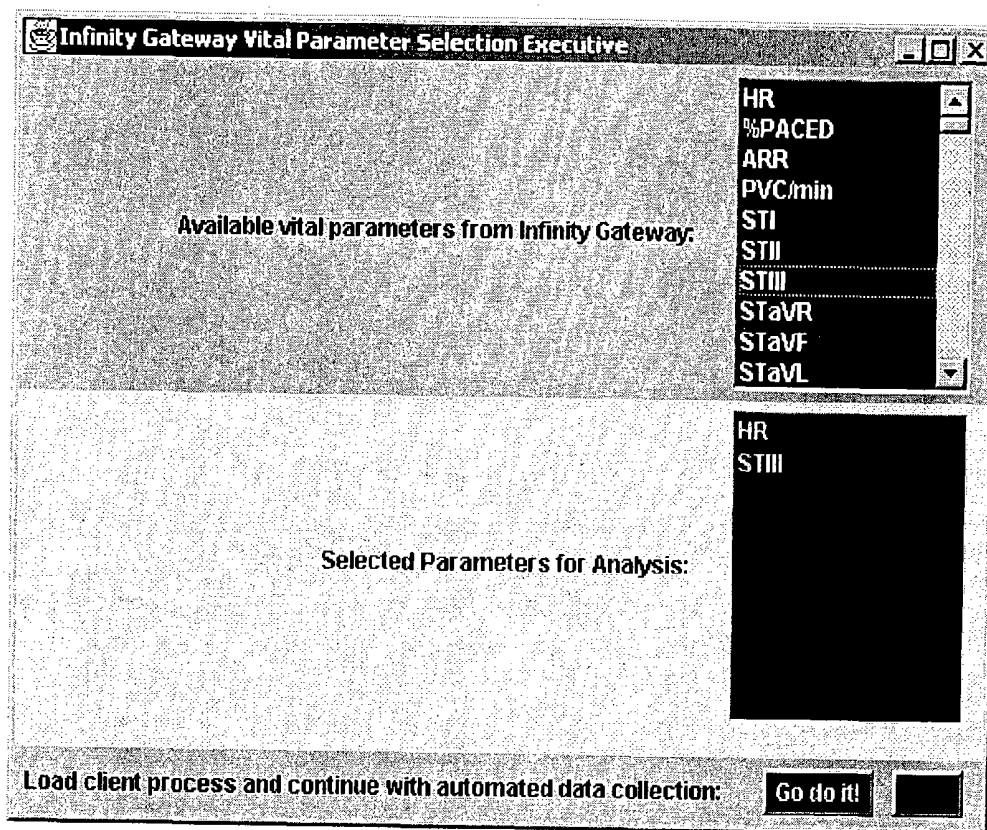 Infinity Gateway Vital Parameter Selection Executive
HR
%PACED
ARR
PVC/min
Available vital parameters from Infinity Gateway:
STI
STII
STIII
STaVR
STaVF
STaVL
HR
STIII
Selected Parameters for Analysis:
Load client process and continue with automated data collection:
Go do it!